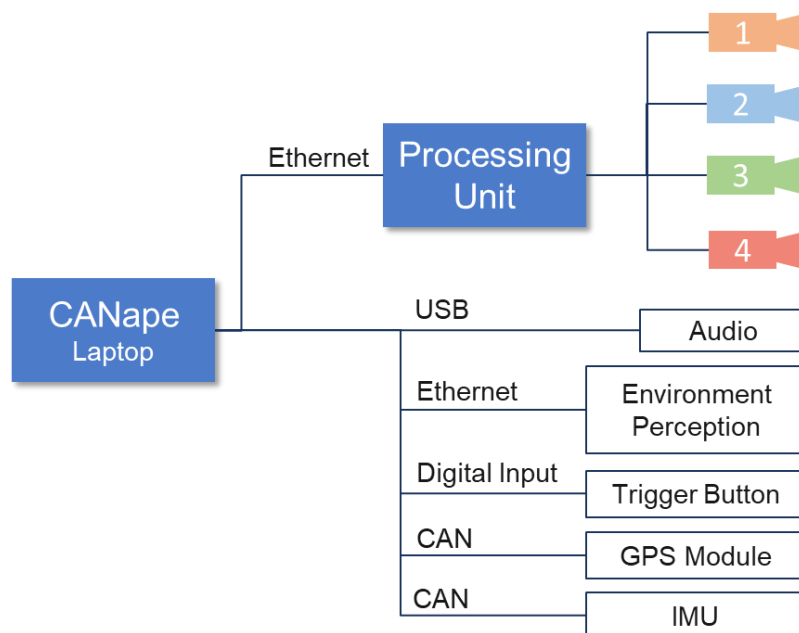 1
2
Ethernet
Processing
Unit
3
4
CANape
Laptop
USB
Audio
Ethernet
Environment
Perception
Digital Input
Trigger Button
CAN
GPS Module
CAN
IMU